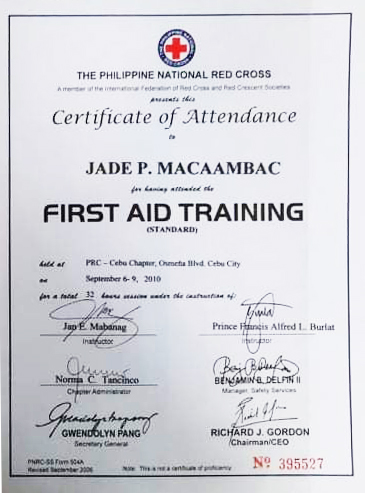 THE PHILIPPINE NATIONAL RED CROSS
A member of the International Federation of Red Cross and Red Crescent Societies
presents this
Certificate of Attendance
to
JADE P. MACAAMBAC
for having attended the
FIRST AID TRAINING
(STANDARD)
held at PRC – Cebu Chapter, Osmeña Blvd. Cebu City
on September 6- 9, 2010
for a total 32 hours session under the instruction of:
Jan E. Mabanag
Instructor
Prince Francis Alfred L. Burlat
Instructor
Norma C. Tancinco
Chapter Administrator
BENJAMIN B. DELFIN II
Manager, Safety Services
GWENDOLYN PANG
Secretary General
RICHARD J. GORDON
Chairman/CEO
PNRC-SS Form 504A
Revised September 2006
Note: This is not a certificate of proficiency
Nº 395527